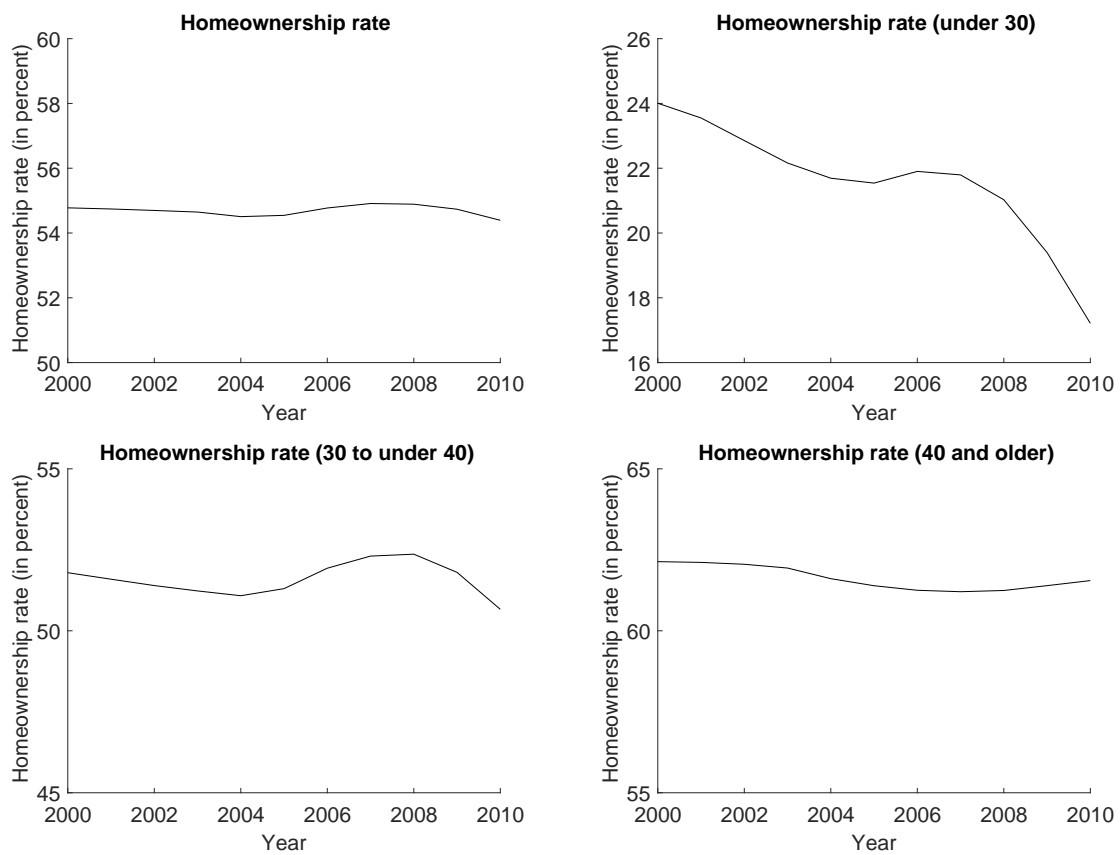 Homeownership rate
Homeownership rate (in percent)
60
58
56
54
52
50
2000 2002 2004 2006 2008 2010
Year
Homeownership rate (under 30)
Homeownership rate (in percent)
26
24
22
20
18
16
2000 2002 2004 2006 2008 2010
Year
Homeownership rate (30 to under 40)
Homeownership rate (in percent)
55
50
45
2000 2002 2004 2006 2008 2010
Year
Homeownership rate (40 and older)
Homeownership rate (in percent)
65
60
55
2000 2002 2004 2006 2008 2010
Year